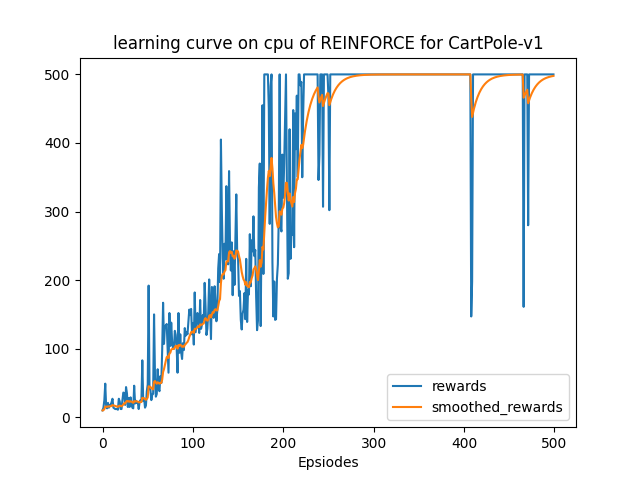 learning curve on cpu of REINFORCE for CartPole-v1
500
400
300
200
100
0
rewards
smoothed_rewards
0 100 200 300 400 500
Epsiodes